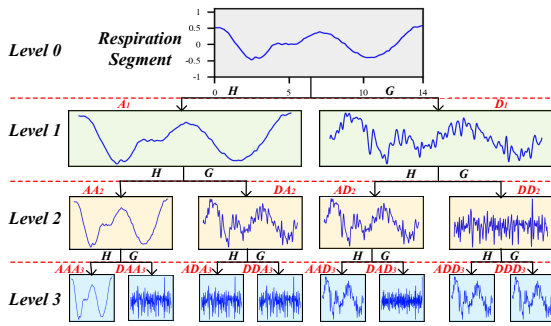 Level 0
Respiration
Segment
1
0.5
0
-0.5
-1
0 5 10 14
H G
A1 D1
Level 1
H G H G
AA2 DA2 AD2 DD2
Level 2
H G H G H G H G
AAA3 DAA3 ADA3 DDA3 AAD3 DAD3 ADD3 DDD3
Level 3